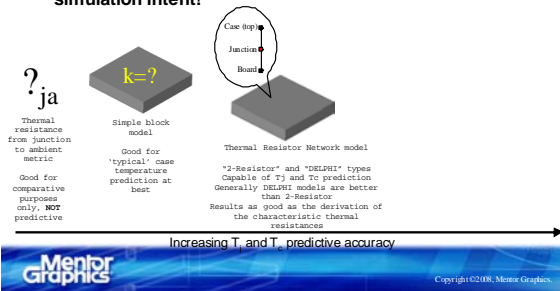 simulation intent!
Case (top)
Junction
Board
?ja
k=?
Thermal
resistance
from junction
to ambient
metric
Good for
comparative
purposes
only, NOT
predictive
Simple block
model
Good for
‘typical’ case
temperature
prediction at
best
Thermal Resistor Network model
“2-Resistor” and “DELPHI” types
Capable of Tj and Tc prediction
Generally DELPHI models are better
than 2-Resistor
Results as good as the derivation of
the characteristic thermal
resistances
Increasing Tj and Tc predictive accuracy
Mentor
Graphics
Copyright ©2008, Mentor Graphics.